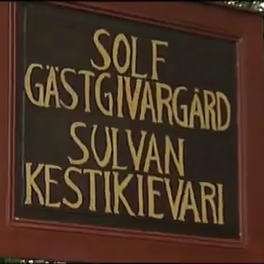 SOLF
GÄSTGIVARGÅRD
SULVAN
KESTIKIEVARI